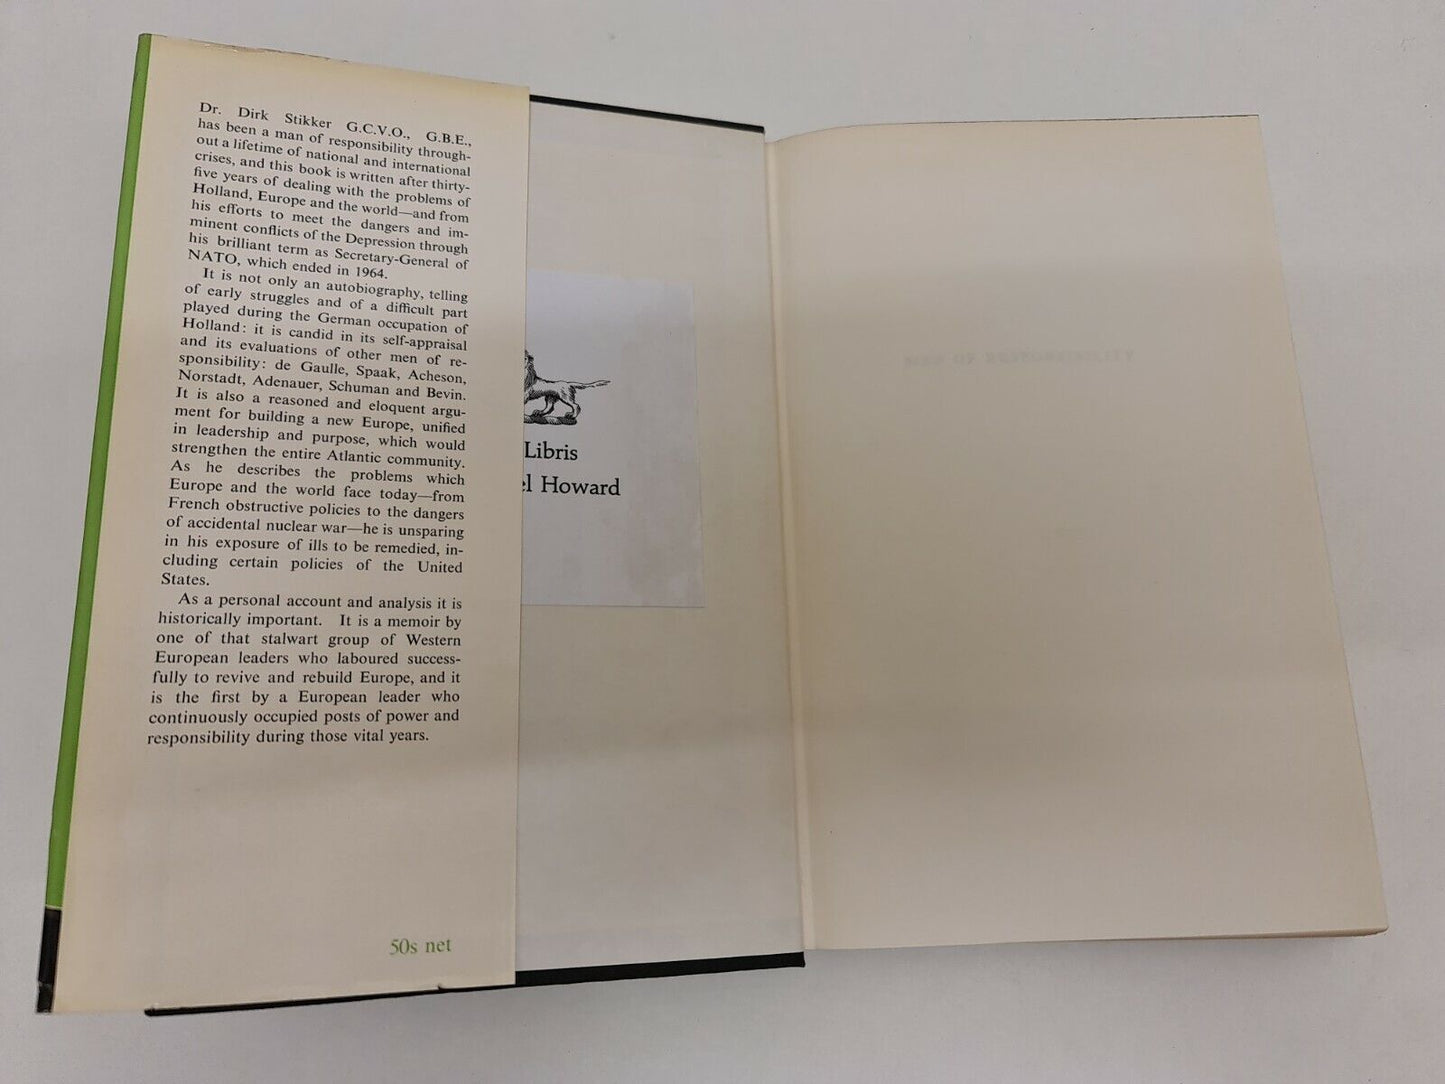 Dr. Dirk Stikker G.C.V.O., G.B.E.,
has been a man of responsibility through-
out a lifetime of national and international
crises, and this book is written after thirty-
five years of dealing with the problems of
Holland, Europe and the world—and from
his efforts to meet the dangers and im-
minent conflicts of the Depression through
his brilliant term as Secretary-General of
NATO, which ended in 1964.
It is not only an autobiography, telling
of early struggles and of a difficult part
played during the German occupation of
Holland: it is candid in its self-appraisal
and its evaluations of other men of re-
sponsibility: de Gaulle, Spaak, Acheson,
Norstadt, Adenauer, Schuman and Bevin.
It is also a reasoned and eloquent argu-
ment for building a new Europe, unified
in leadership and purpose, which would
strengthen the entire Atlantic community.
As he describes the problems which
Europe and the world face today—from
French obstructive policies to the dangers
of accidental nuclear war—he is unsparing
in his exposure of ills to be remedied, in-
cluding certain policies of the United
States.
As a personal account and analysis it is
historically important. It is a memoir by
one of that stalwart group of Western
European leaders who laboured success-
fully to revive and rebuild Europe, and it
is the first by a European leader who
continuously occupied posts of power and
responsibility during those vital years.
50s net
Libris
el Howard
MEN OF RESPONSIBILITY